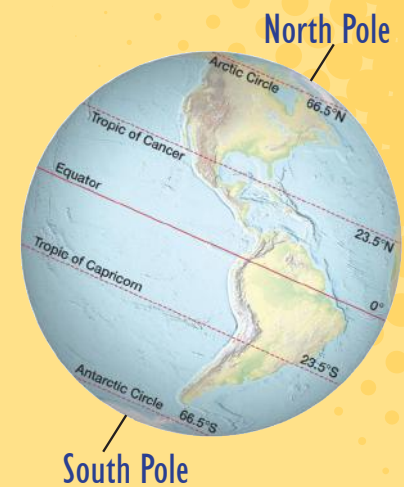 North Pole
Arctic Circle
66.5°N
Tropic of Cancer
23.5°N
Equator
0°
Tropic of Capricorn
23.5°S
Antarctic Circle
66.5°S
South Pole